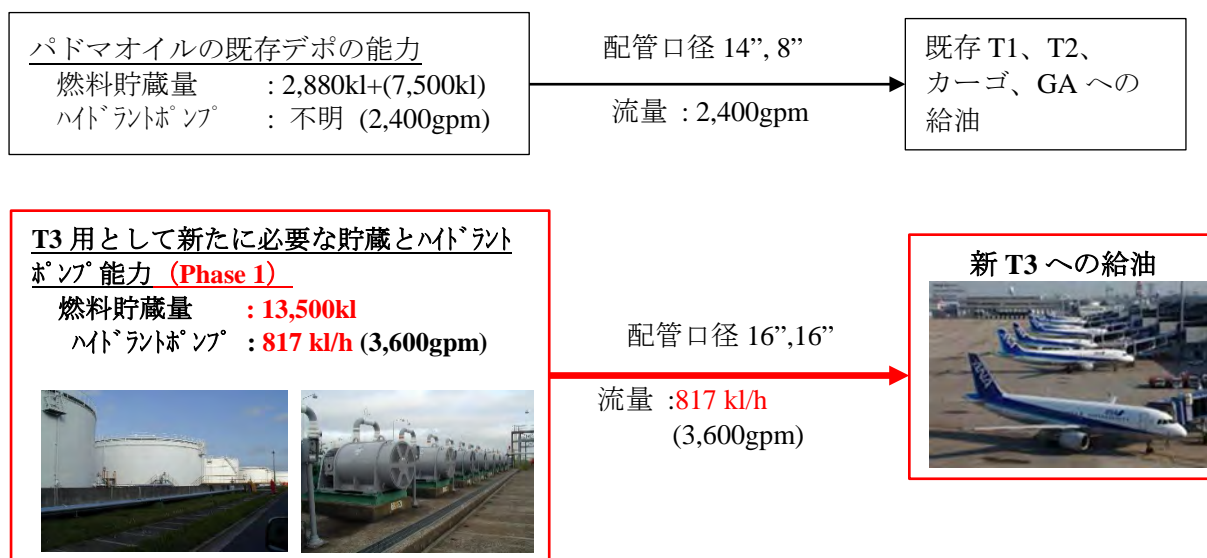 パドマオイルの既存デポの能力
燃料貯蔵量 : 2,880kl+(7,500kl)
ﾊｲﾄﾞﾗﾝﾄﾎﾟﾝﾌﾟ : 不明 (2,400gpm)
配管口径 14”, 8”
流量 : 2,400gpm
既存 T1、T2、
カーゴ、GA への
給油
T3 用として新たに必要な貯蔵とﾊｲﾄﾞﾗﾝﾄ
ﾎﾟﾝﾌﾟ能力（Phase 1）
燃料貯蔵量 : 13,500kl
ﾊｲﾄﾞﾗﾝﾄﾎﾟﾝﾌﾟ : 817 kl/h (3,600gpm)
配管口径 16”,16”
流量 :817 kl/h
(3,600gpm)
新 T3 への給油